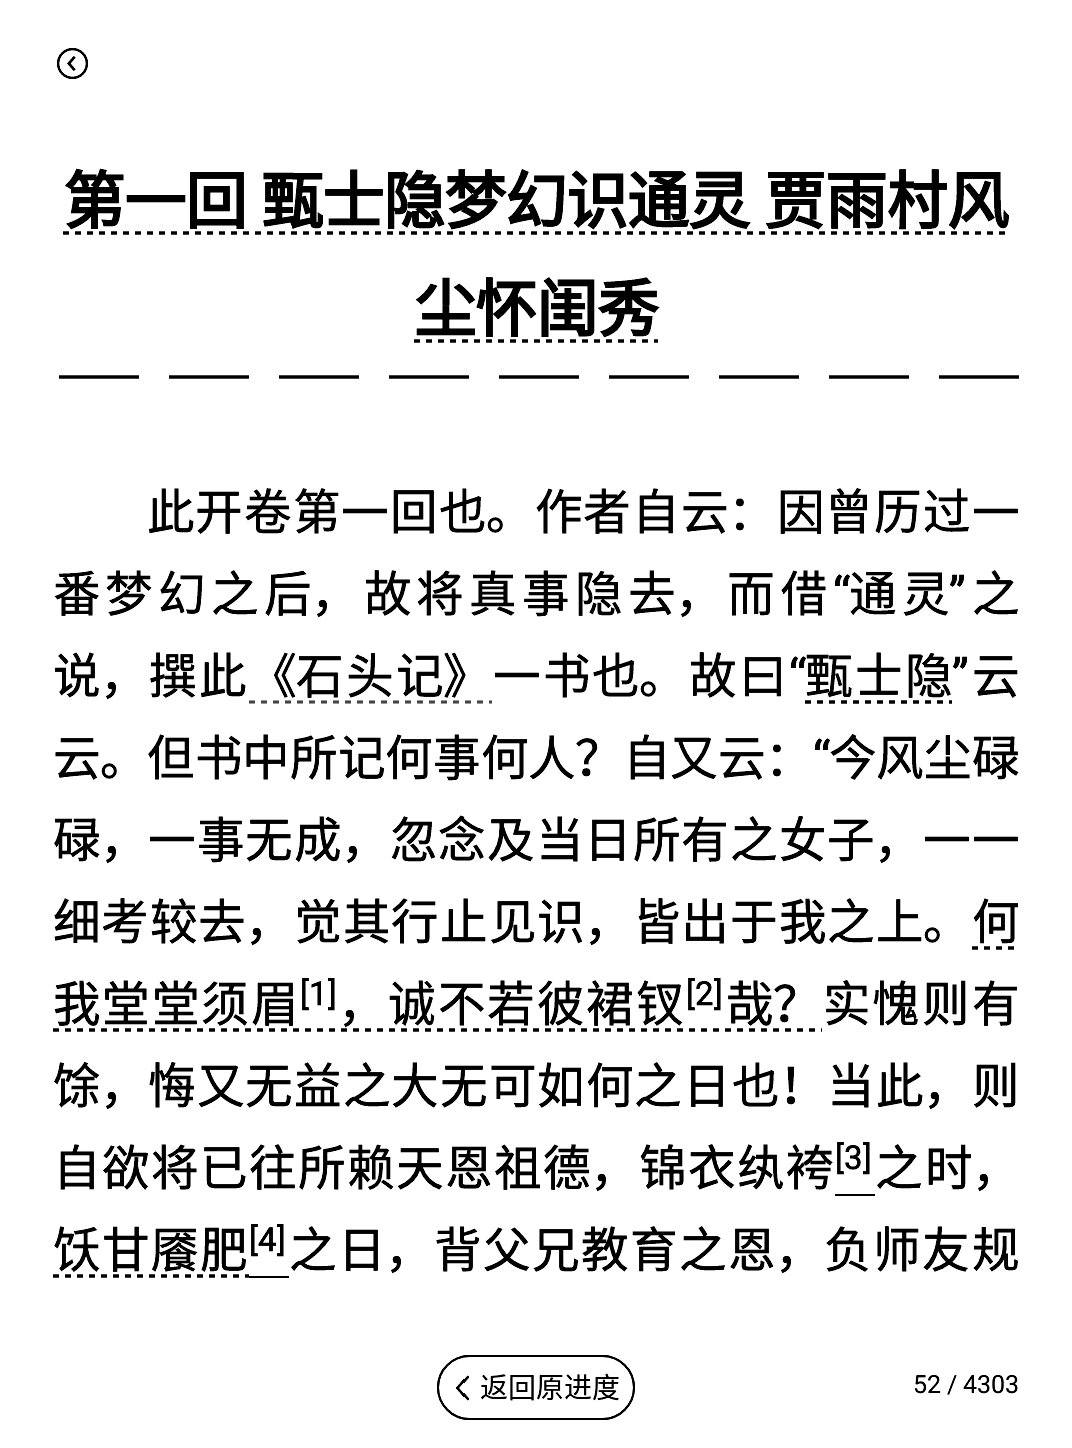 第一回 甄士隐梦幻识通灵 贾雨村风
尘怀闺秀
此开卷第一回也。作者自云：因曾历过一
番梦幻之后，故将真事隐去，而借“通灵”之
说，撰此《石头记》一书也。故曰“甄士隐”云
云。但书中所记何事何人？自又云：“今风尘碌
碌，一事无成，忽念及当日所有之女子，一一
细考较去，觉其行止见识，皆出于我之上。何
我堂堂须眉[1]，诚不若彼裙钗[2]哉？实愧则有
馀，悔又无益之大无可如何之日也！当此，则
自欲将已往所赖天恩祖德，锦衣纨袴[3]之时，
饫甘餍肥[4]之日，背父兄教育之恩，负师友规
返回原进度
52 / 4303